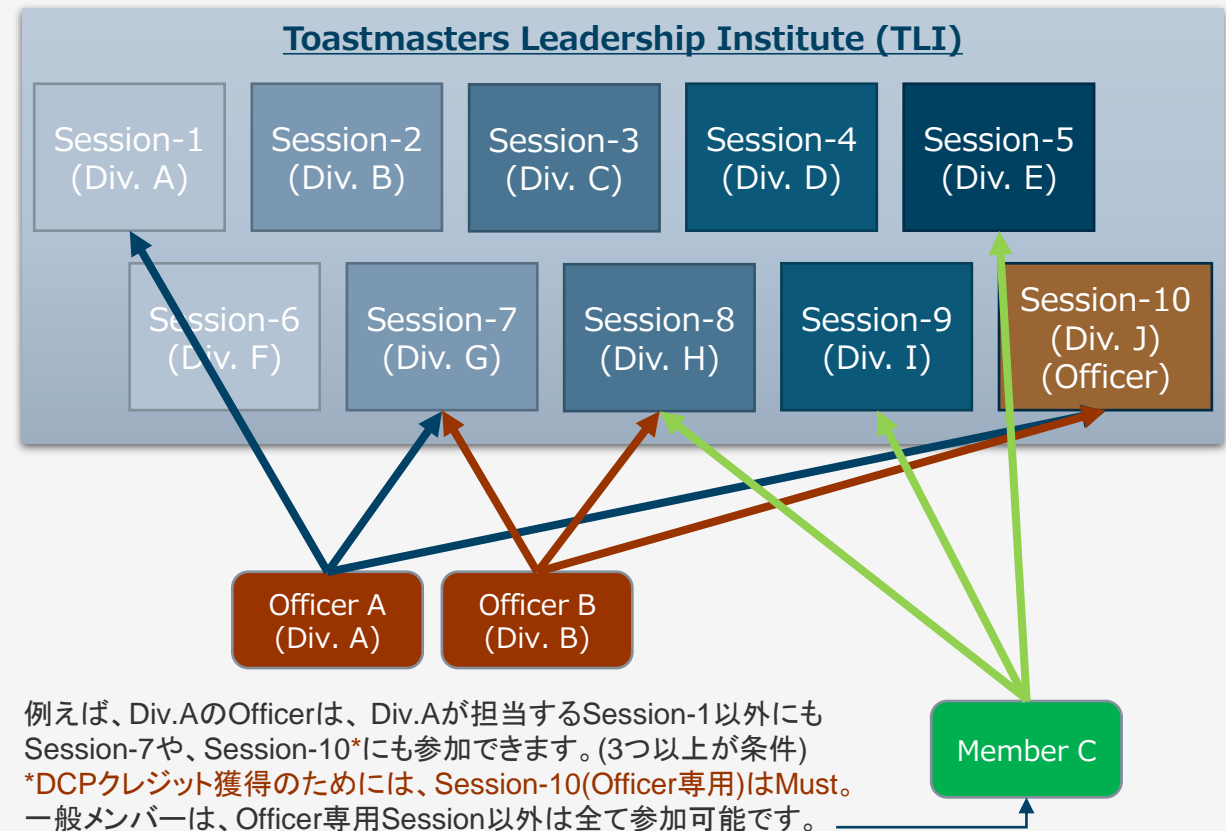 Toastmasters Leadership Institute (TLI)
Session-1
(Div. A)
Session-2
(Div. B)
Session-3
(Div. C)
Session-4
(Div. D)
Session-5
(Div. E)
Session-6
(Div. F)
Session-7
(Div. G)
Session-8
(Div. H)
Session-9
(Div. I)
Session-10
(Div. J)
(Officer)
Officer A
(Div. A)
Officer B
(Div. B)
Member C
例えば、Div.AのOfficerは、Div.Aが担当するSession-1以外にも
Session-7や、Session-10*にも参加できます。(3つ以上が条件)
*DCPクレジット獲得のためには、Session-10(Officer専用)はMust。
一般メンバーは、Officer専用Session以外は全て参加可能です。